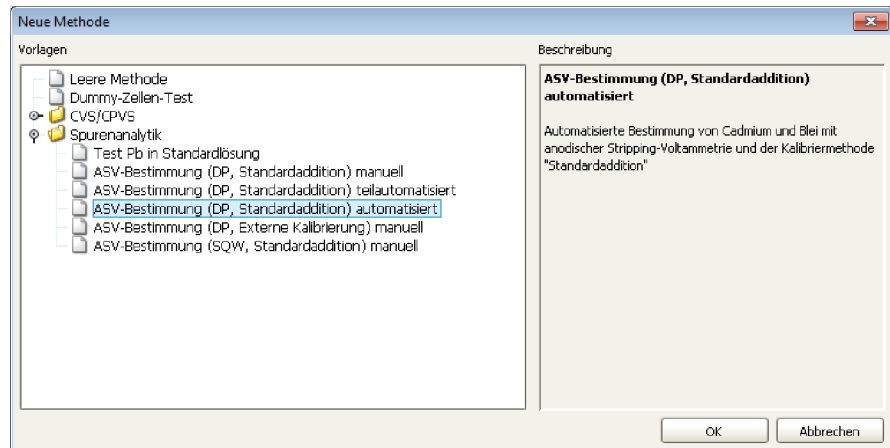 Neue Methode
Vorlagen
Leere Methode
Dummy-Zellen-Test
CVS/CPVS
Spurenanalytik
Test Pb in Standardlösung
ASV-Bestimmung (DP, Standardaddition) manuell
ASV-Bestimmung (DP, Standardaddition) teilautomatisiert
ASV-Bestimmung (DP, Standardaddition) automatisiert
ASV-Bestimmung (DP, Externe Kalibrierung) manuell
ASV-Bestimmung (SQW, Standardaddition) manuell
Beschreibung
ASV-Bestimmung (DP, Standardaddition)
automatisiert
Automatisierte Bestimmung von Cadmium und Blei mit
anodischer Stripping-Voltammetrie und der Kalibriermethode
"Standardaddition"
OK
Abbrechen